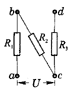 b d
R₁ R₂ R₃
a c
U